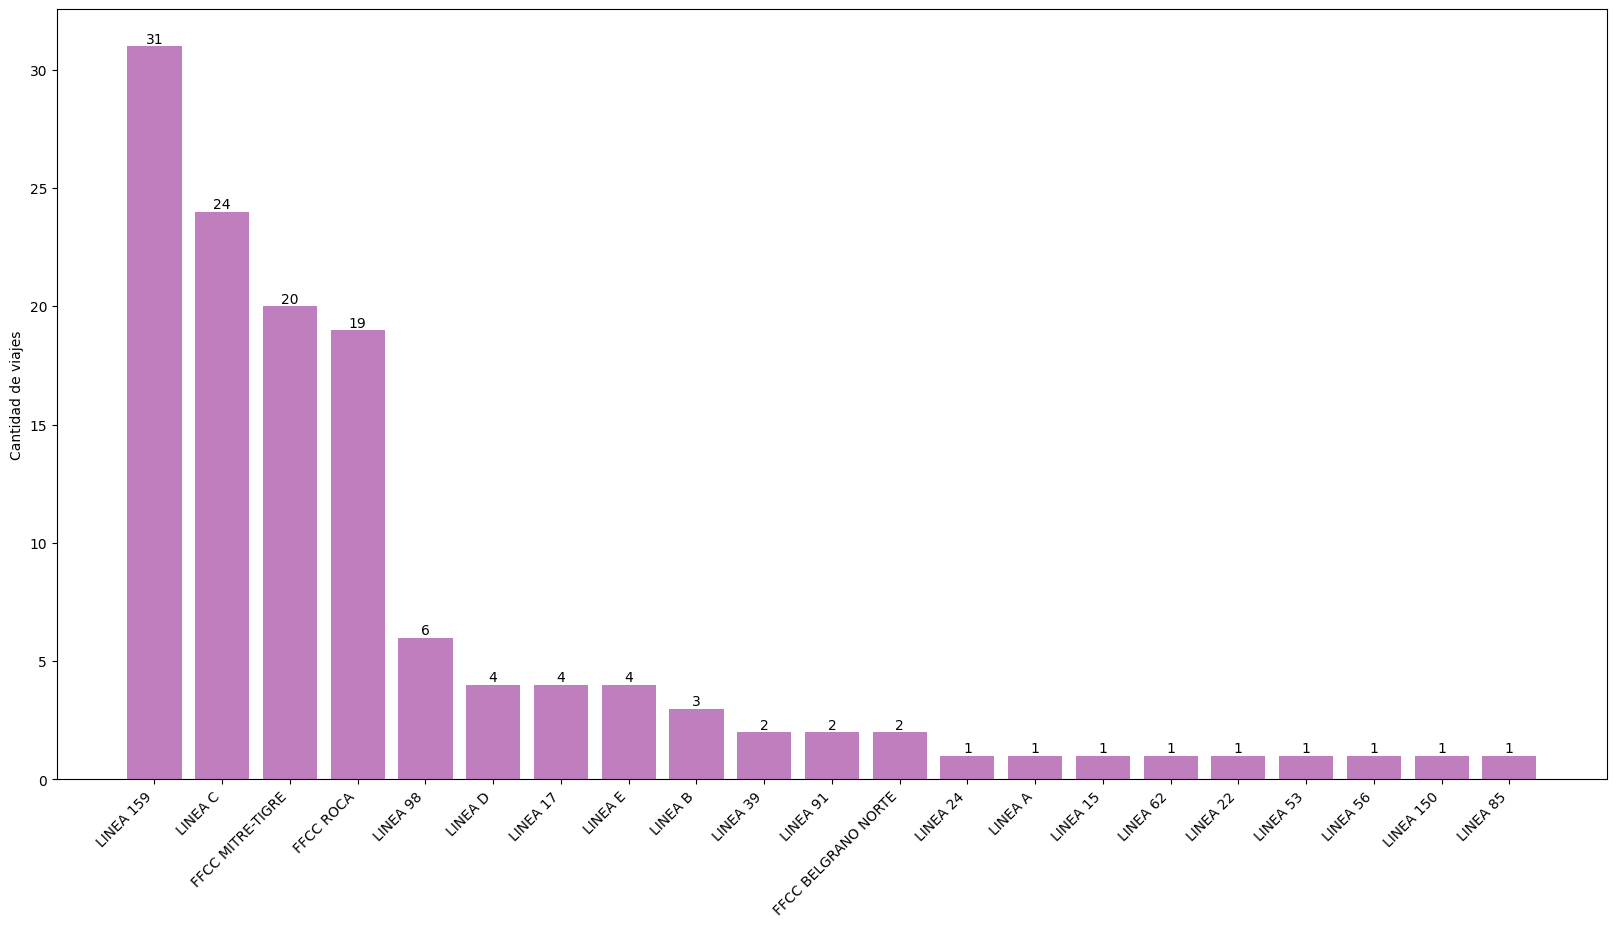 Cantidad de viajes
30
25
20
15
10
5
0
31
24
20
19
6
4
4
4
3
2
2
2
1
1
1
1
1
1
1
1
1
LINEA 159
LINEA C
FFCC MITRE-TIGRE
FFCC ROCA
LINEA 98
LINEA D
LINEA 17
LINEA E
LINEA B
LINEA 39
LINEA 91
FFCC BELGRANO NORTE
LINEA 24
LINEA A
LINEA 15
LINEA 62
LINEA 22
LINEA 53
LINEA 56
LINEA 150
LINEA 85